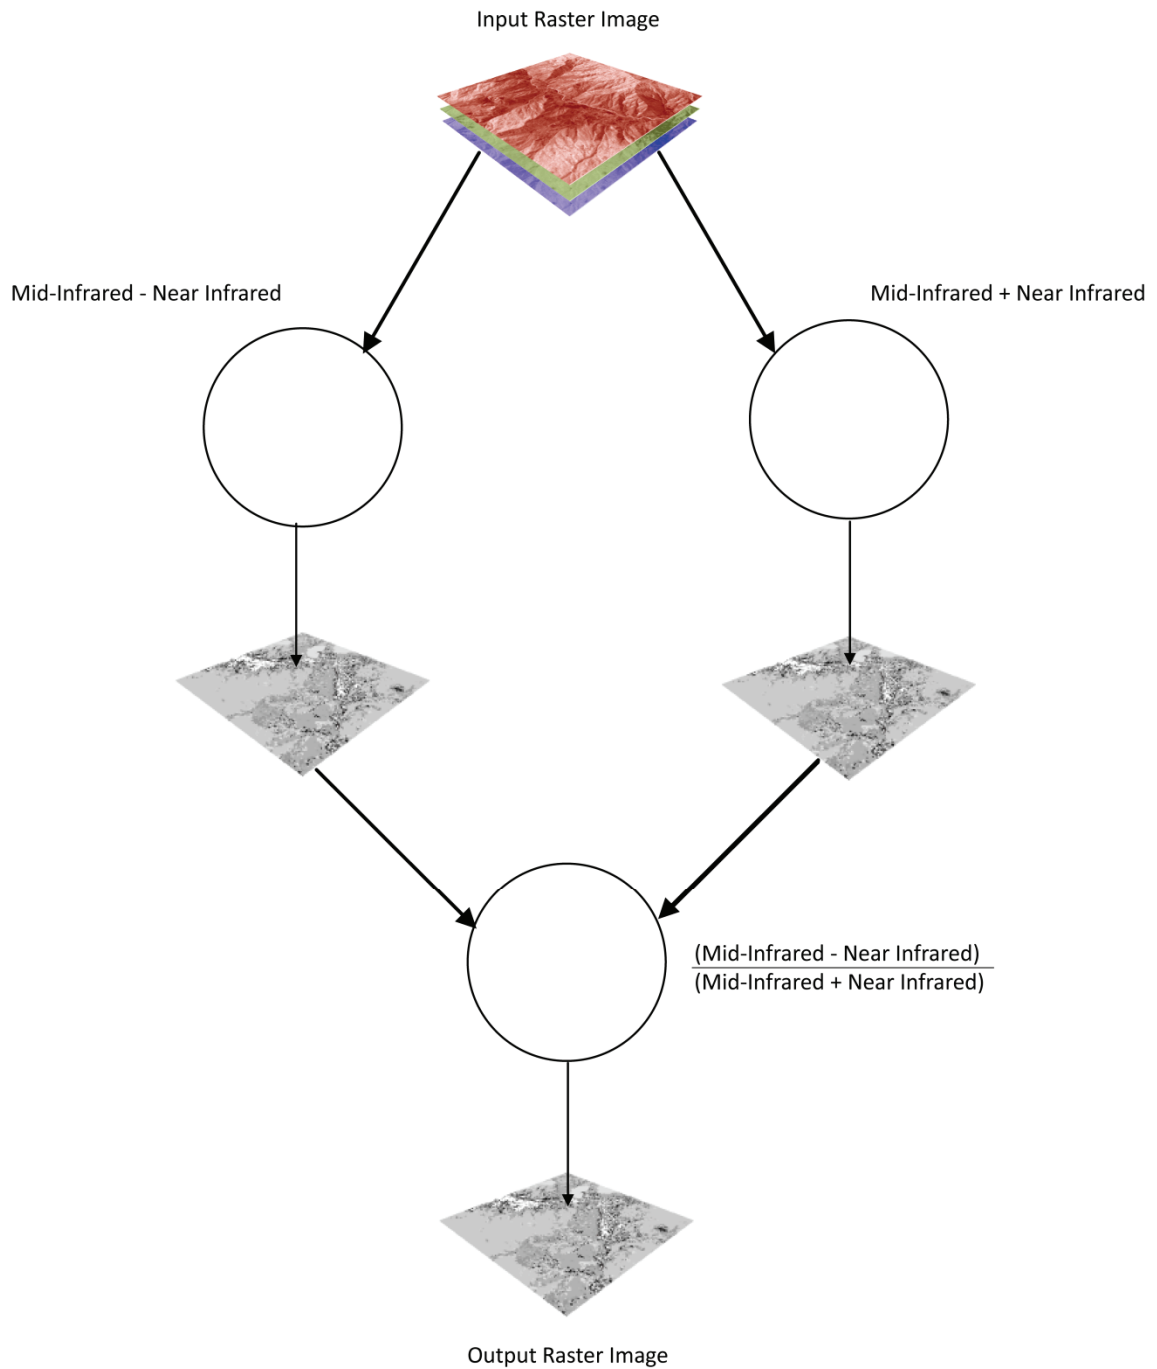 Input Raster Image
Mid-Infrared - Near Infrared
Mid-Infrared + Near Infrared
(Mid-Infrared - Near Infrared)
(Mid-Infrared + Near Infrared)
Output Raster Image